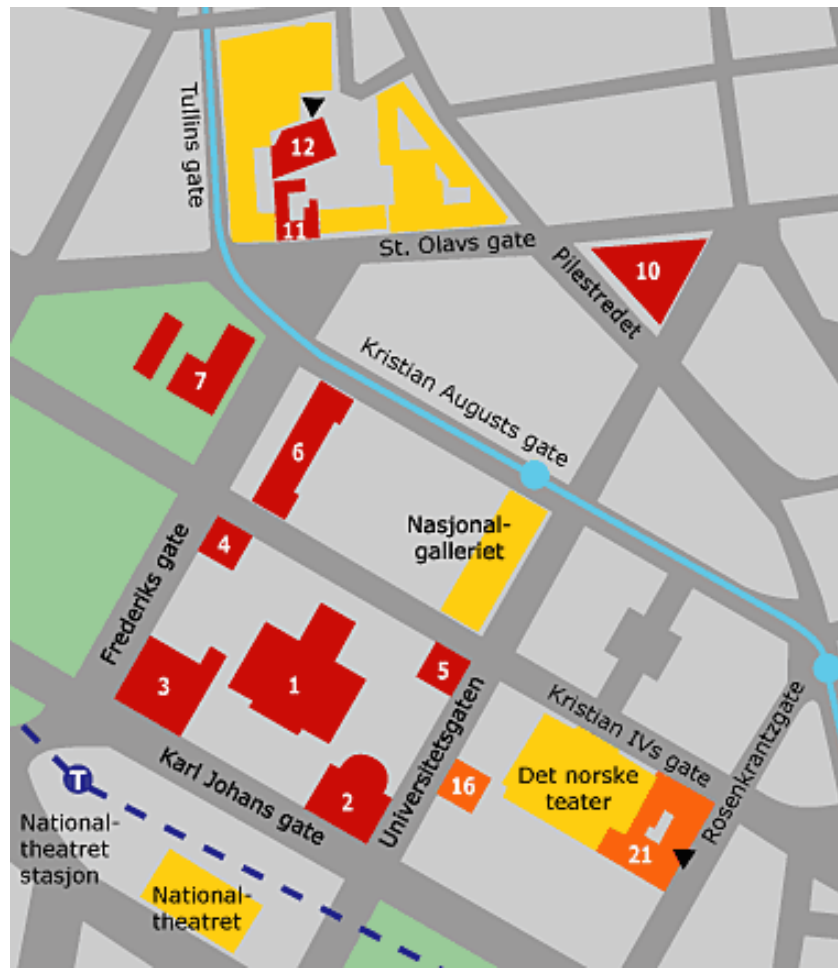 Tullins gate
12
11
St. Olavs gate
10
Pilestredet
7
Kristian Augusts gate
6
Nasjonal-
galleriet
4
Frederiks gate
5
3
1
Kristian IVs gate
Universitetsgaten
Rosenkrantzgate
Karl Johans gate
2
16
Det norske
teater
T
National-
theatret
stasjon
21
National-
theatret